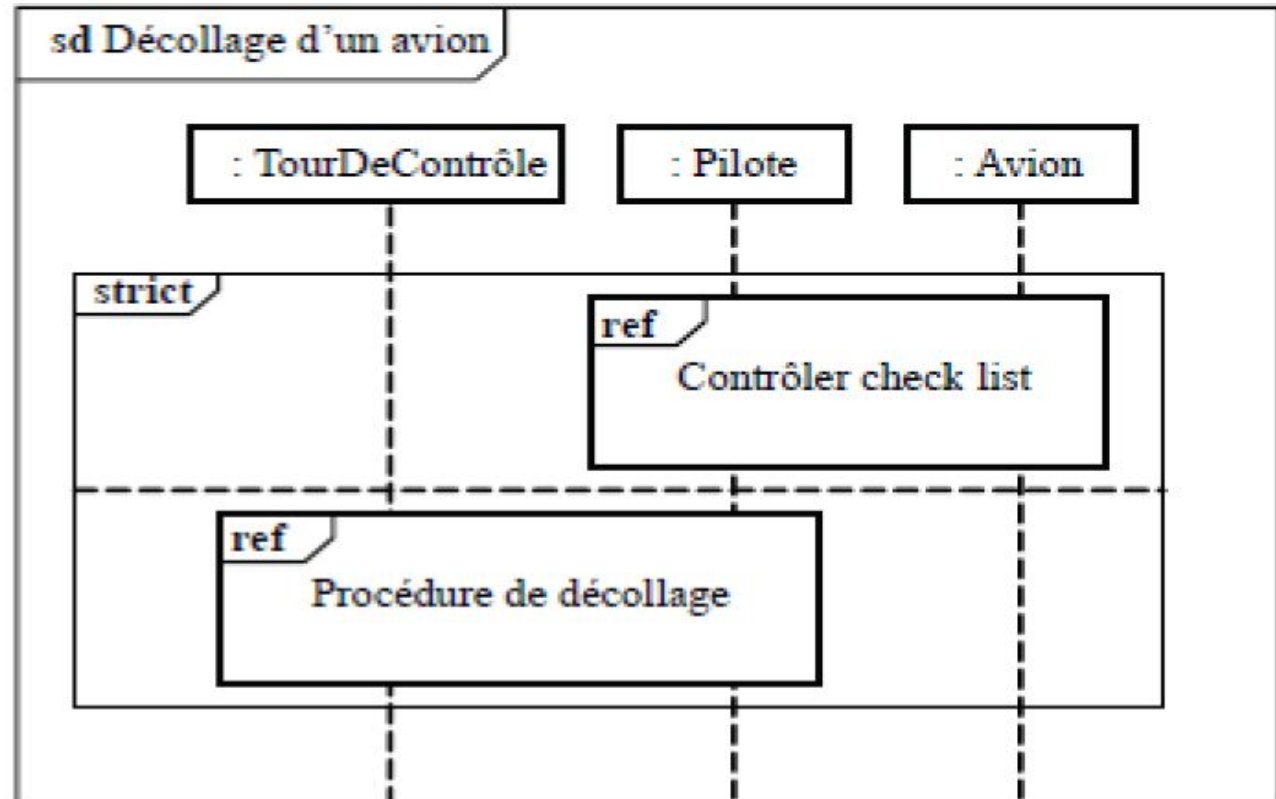 sd Décollage d'un avion
: TourDeContrôle
: Pilote
: Avion
strict
ref
Contrôler check list
ref
Procédure de décollage